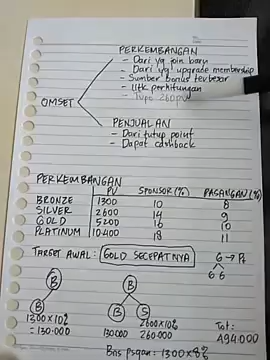 PERKEMBANGAN
- Dari yg join baru
- Dari yg upgrade membership
- Sumber bonus terbesar
- Utk perhitungan
OMSET
PENJUALAN
- Dari tutup point
- Dapat cashback
PERKEMBANGAN
PV SPONSOR (%) PASANGAN (%)
BRONZE 1300 10 8
SILVER 2600 14 9
GOLD 5200 16 10
PLATINUM 10400 18 11
TARGET AWAL: GOLD SECEPATNYA G → P
G G
B B
B B S
1300 x 10% 2600 x 10%
= 130.000 130.000 260.000 Tot:
494.000
Bns psgan: 1300 x 8%